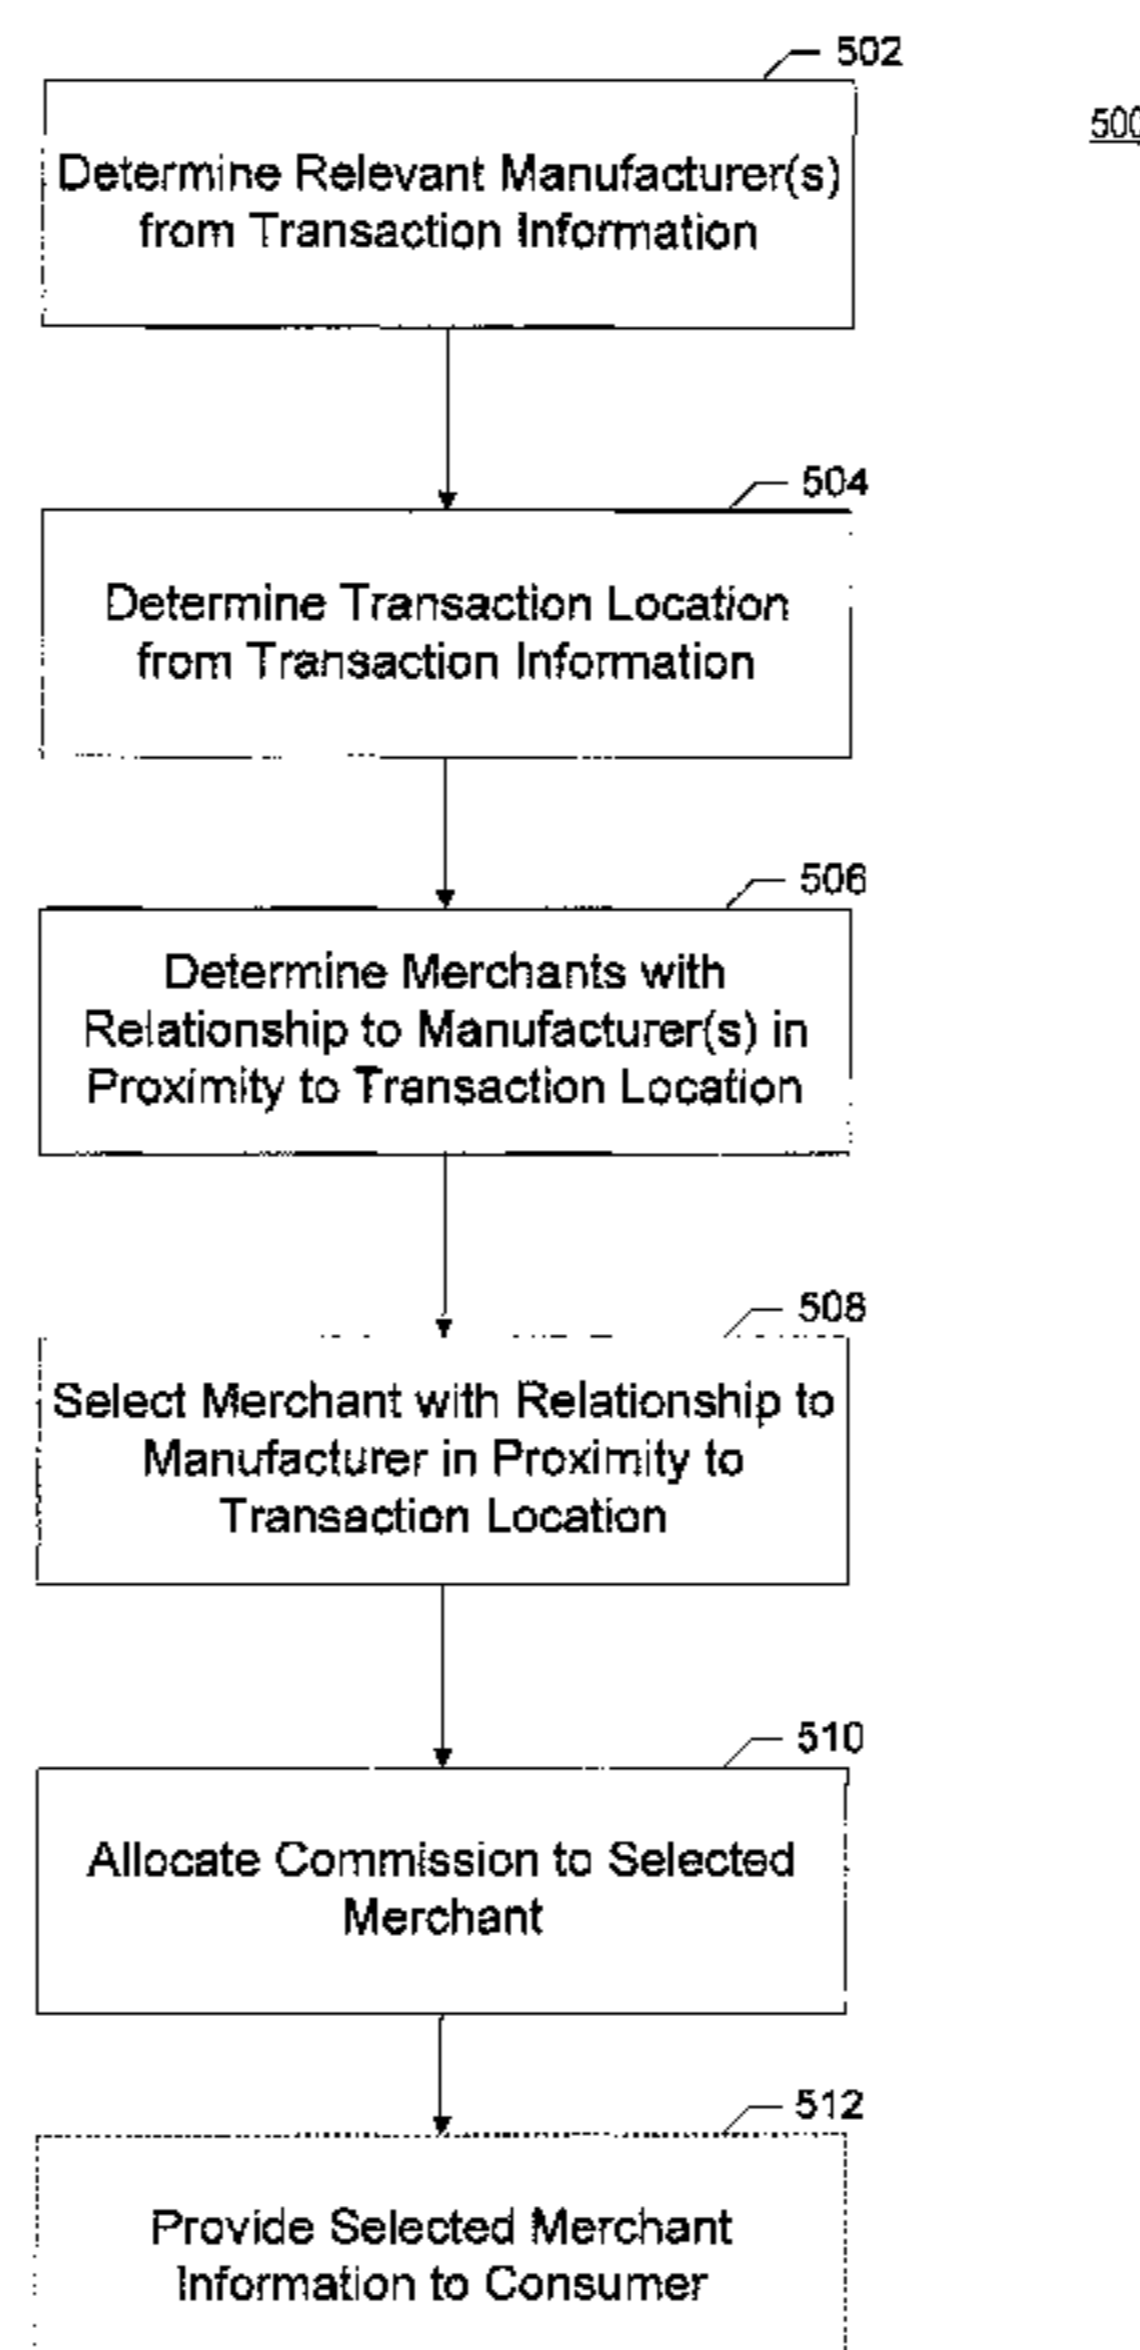 502
500
Determine Relevant Manufacturer(s)
from Transaction Information
504
Determine Transaction Location
from Transaction Information
506
Determine Merchants with
Relationship to Manufacturer(s) in
Proximity to Transaction Location
508
Select Merchant with Relationship to
Manufacturer in Proximity to
Transaction Location
510
Allocate Commission to Selected
Merchant
512
Provide Selected Merchant
Information to Consumer